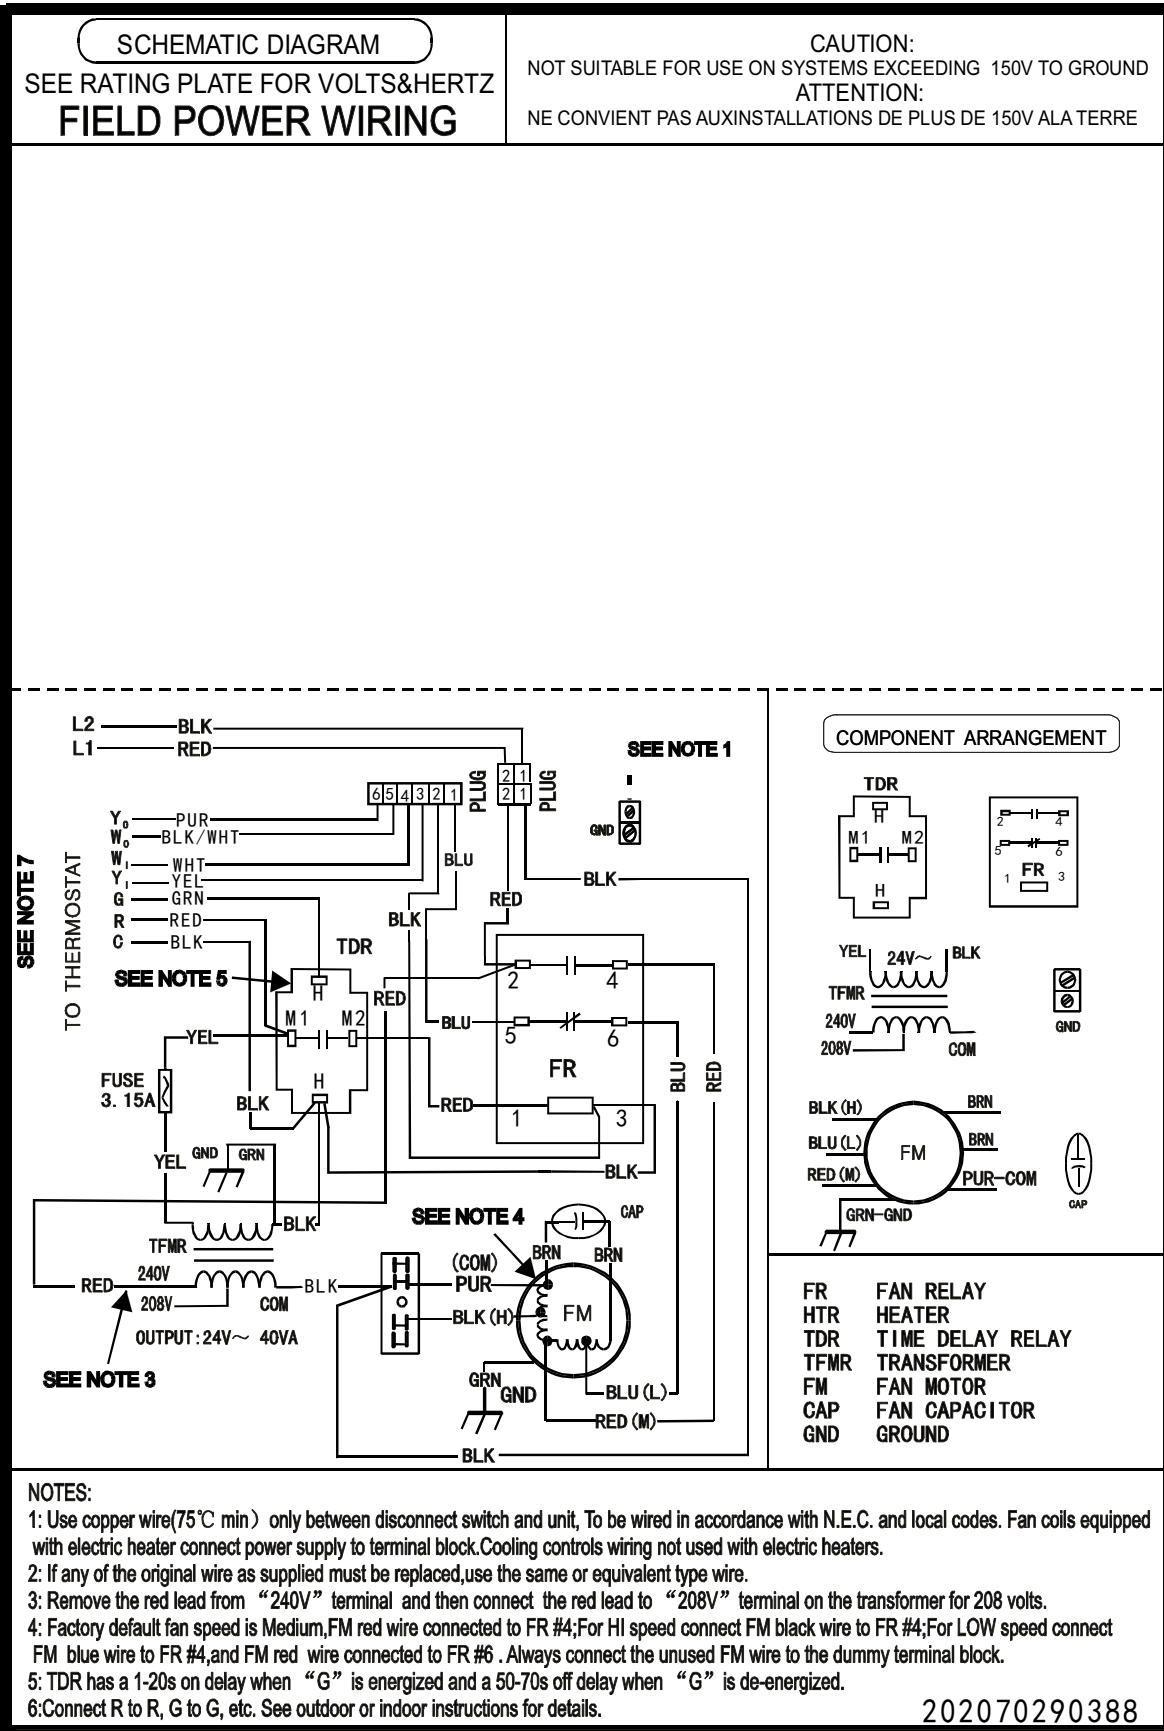 SCHEMATIC DIAGRAM
SEE RATING PLATE FOR VOLTS&HERTZ
FIELD POWER WIRING
CAUTION:
NOT SUITABLE FOR USE ON SYSTEMS EXCEEDING 150V TO GROUND
ATTENTION:
NE CONVIENT PAS AUXINSTALLATIONS DE PLUS DE 150V ALA TERRE
L2 BLK
L1 RED
SEE NOTE 1
6 5 4 3 2 1
PLUG
2 1
2 1
PLUG
GND
Y0 PUR
W0 BLK/WHT
W1 WHT
Y1 YEL
G GRN
R RED
C BLK
SEE NOTE 7
TO THERMOSTAT
BLU
BLK
RED
BLK
TDR
SEE NOTE 5
H
M1 M2
H
RED
2 4
BLU
5 6
FR
1 3
RED
BLU
RED
YEL
FUSE
3.15A
BLK
YEL
GND GRN
BLK
BLK
TFMR
RED
240V
208V
COM
BLK
OUTPUT:24V～ 40VA
SEE NOTE 3
SEE NOTE 4
CAP
BRN BRN
(COM)
PUR
BLK(H)
FM
GRN
GND
BLU(L)
RED(M)
BLK
COMPONENT ARRANGEMENT
TDR
H
M1 M2
H
2 4
5 6
FR
1 3
YEL 24V～ BLK
TFMR
240V
208V
COM
GND
BLK(H)
BLU(L)
RED(M)
FM
BRN
BRN
PUR-COM
GRN-GND
CAP
FR FAN RELAY
HTR HEATER
TDR TIME DELAY RELAY
TFMR TRANSFORMER
FM FAN MOTOR
CAP FAN CAPACITOR
GND GROUND
NOTES:
1: Use copper wire(75℃ min）only between disconnect switch and unit, To be wired in accordance with N.E.C. and local codes. Fan coils equipped
with electric heater connect power supply to terminal block.Cooling controls wiring not used with electric heaters.
2: If any of the original wire as supplied must be replaced,use the same or equivalent type wire.
3: Remove the red lead from “240V” terminal and then connect the red lead to “208V” terminal on the transformer for 208 volts.
4: Factory default fan speed is Medium,FM red wire connected to FR #4;For HI speed connect FM black wire to FR #4;For LOW speed connect
FM blue wire to FR #4,and FM red wire connected to FR #6 . Always connect the unused FM wire to the dummy terminal block.
5: TDR has a 1-20s on delay when “G” is energized and a 50-70s off delay when “G” is de-energized.
6:Connect R to R, G to G, etc. See outdoor or indoor instructions for details.
202070290388